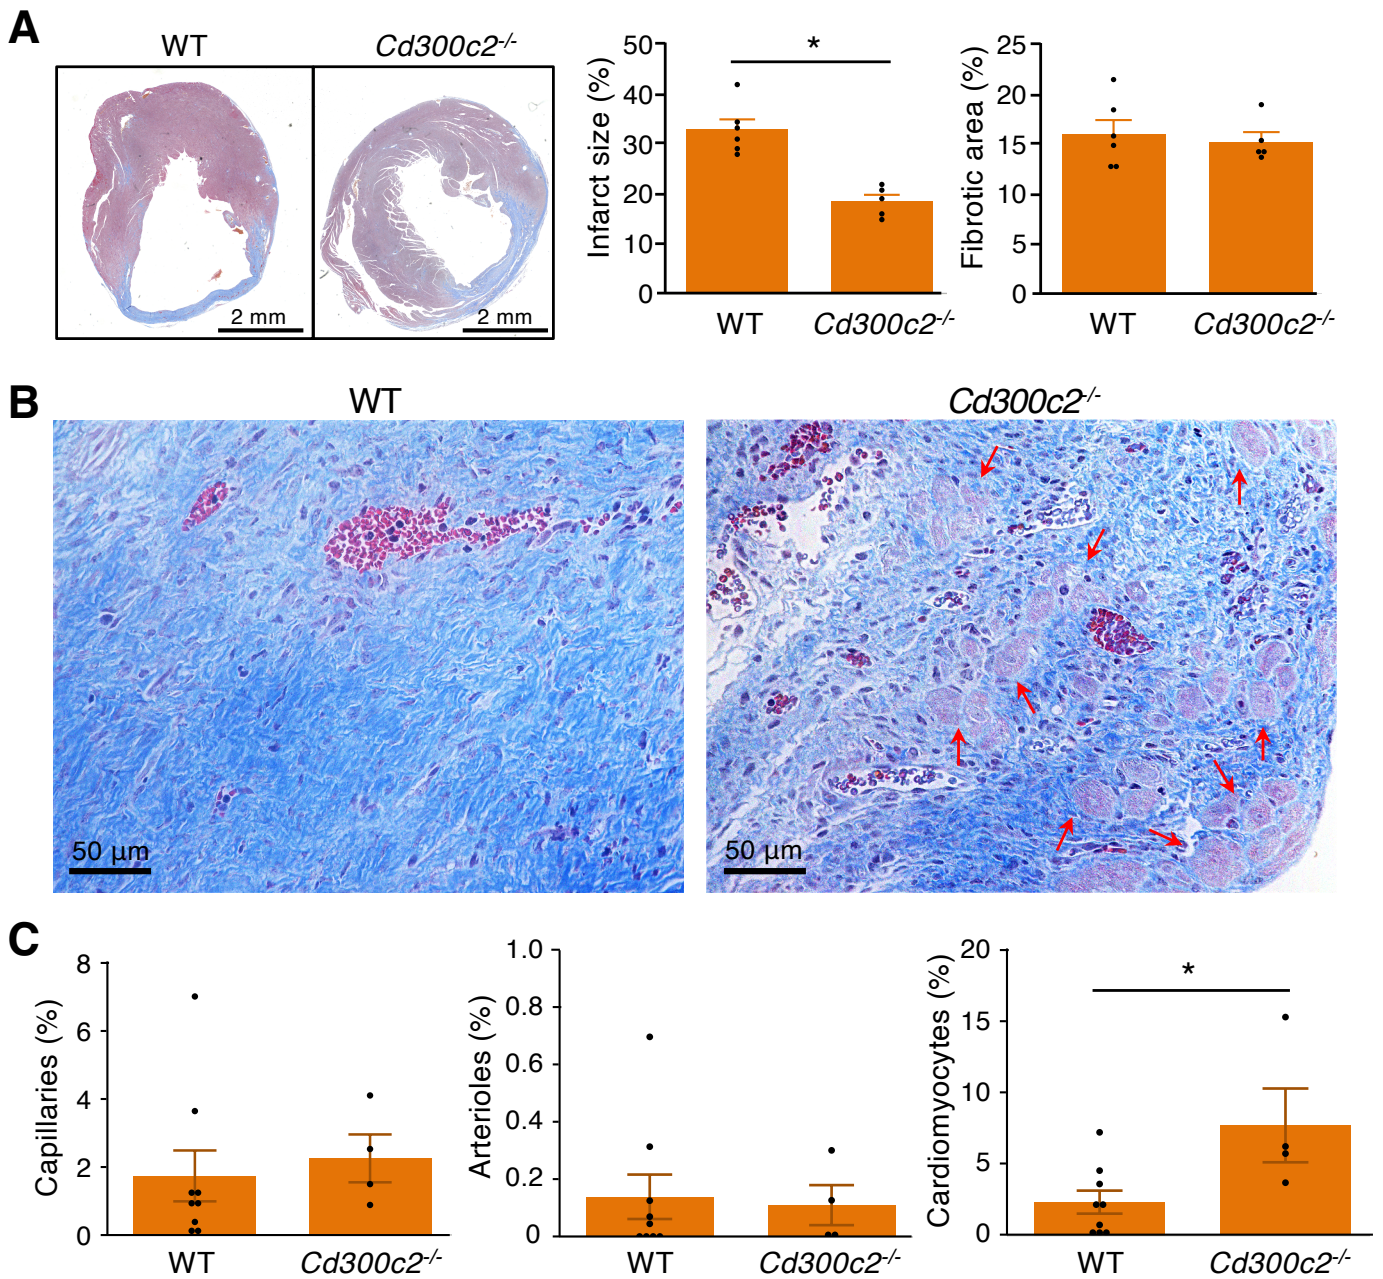 A
WT
Cd300c2-/-
2 mm
2 mm
Infarct size (%)
50
40
30
20
10
0
*
WT
Cd300c2-/-
Fibrotic area (%)
25
20
15
10
5
0
WT
Cd300c2-/-
B
WT
Cd300c2-/-
50 μm
50 μm
C
Capillaries (%)
8
6
4
2
0
WT
Cd300c2-/-
Arterioles (%)
1.0
0.8
0.6
0.4
0.2
0
WT
Cd300c2-/-
Cardiomyocytes (%)
20
15
10
5
0
*
WT
Cd300c2-/-